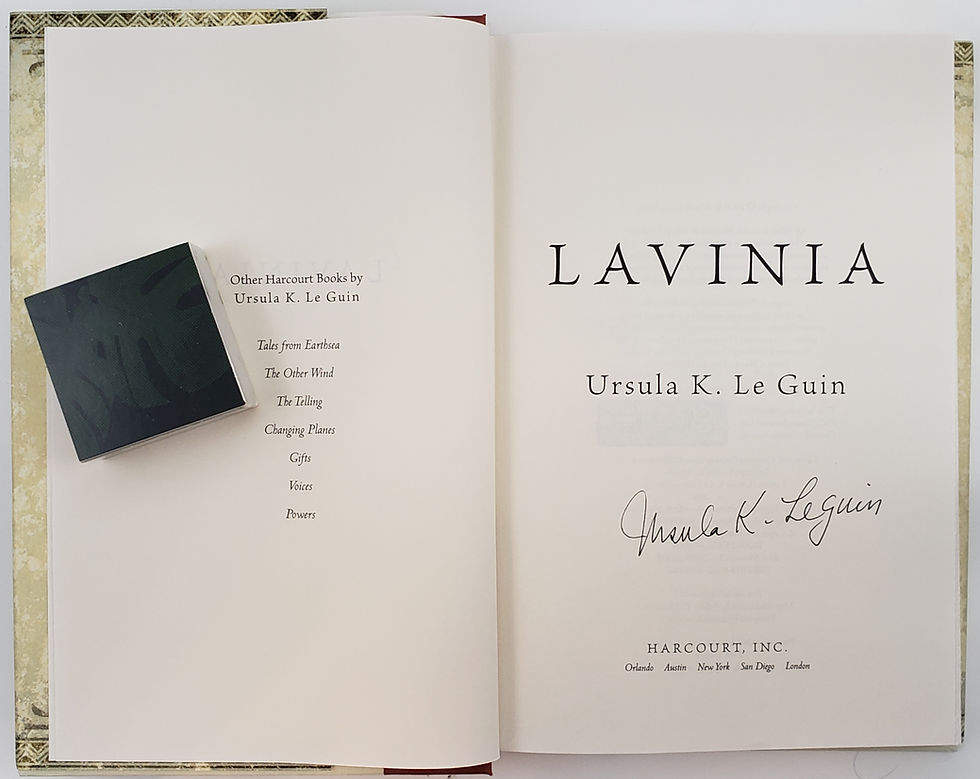 Other Harcourt Books by
Ursula K. Le Guin
Tales from Earthsea
The Other Wind
The Telling
Changing Planes
Gifts
Voices
Powers
LAVINIA
Ursula K. Le Guin
Ursula K. Le Guin
HARCOURT, INC.
Orlando Austin New York San Diego London